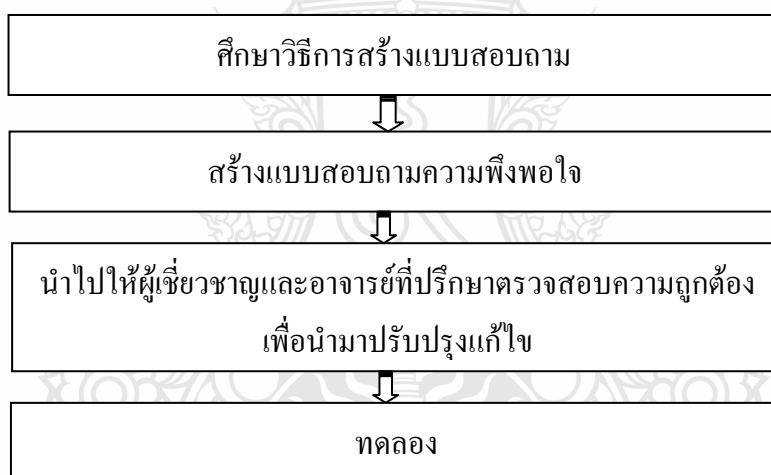 ศึกษาวิธีการสร้างแบบสอบถาม
สร้างแบบสอบถามความพึงพอใจ
นำไปให้ผู้เชี่ยวชาญและอาจารย์ที่ปรึกษาตรวจสอบความถูกต้อง
เพื่อนำมาปรับปรุงแก้ไข
ทดลอง